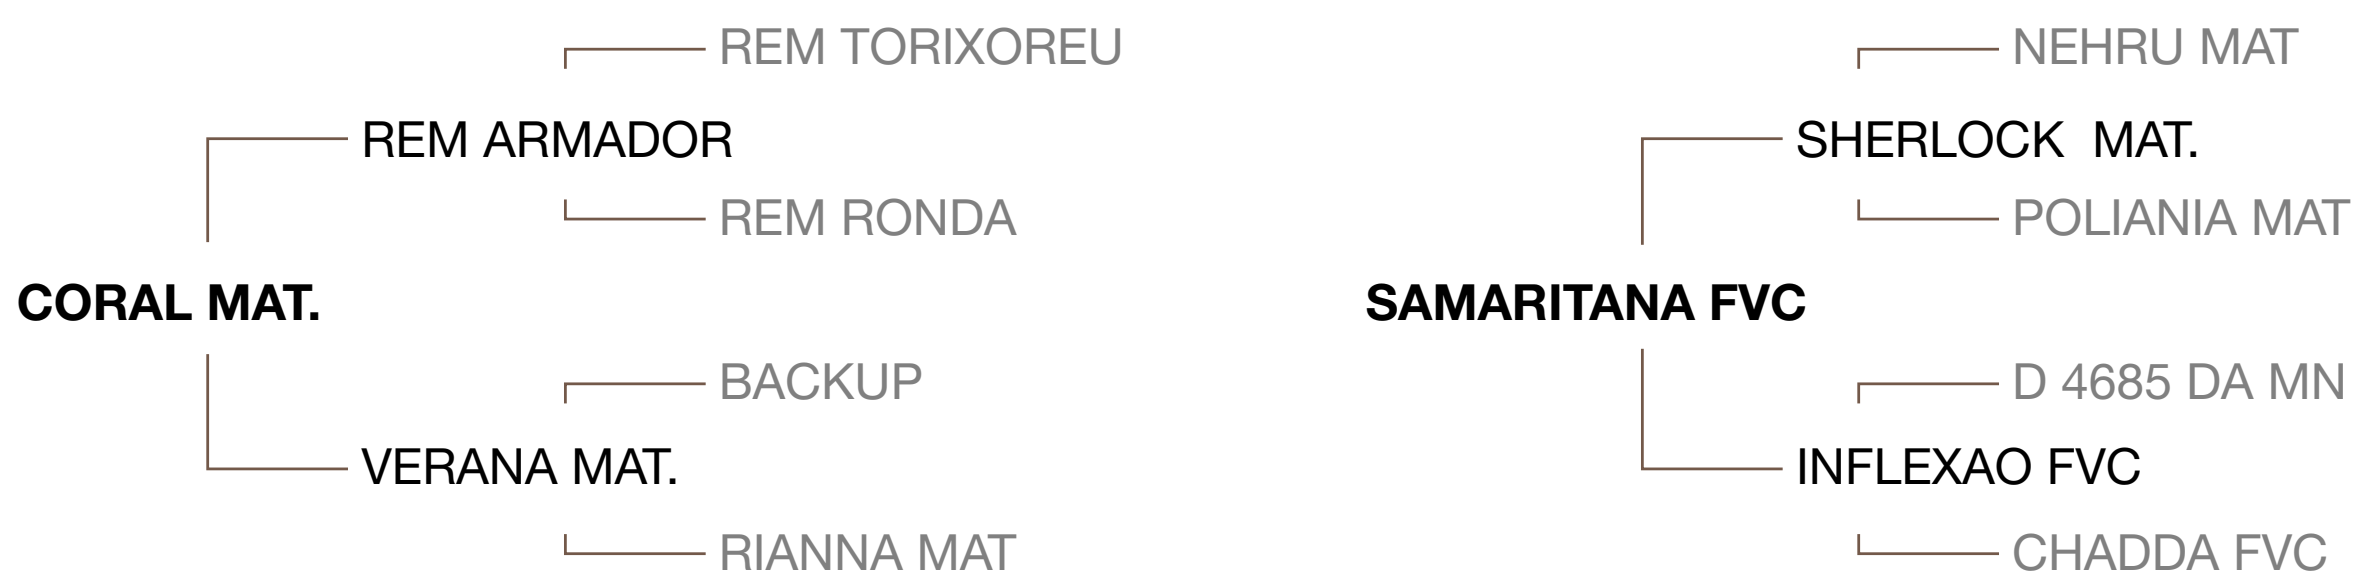 REM TORIXOREU
REM ARMADOR
REM RONDA
CORAL MAT.
BACKUP
VERANA MAT.
RIANNA MAT
NEHRU MAT
SHERLOCK  MAT.
POLIANIA MAT
SAMARITANA FVC
D 4685 DA MN
INFLEXAO FVC
CHADDA FVC